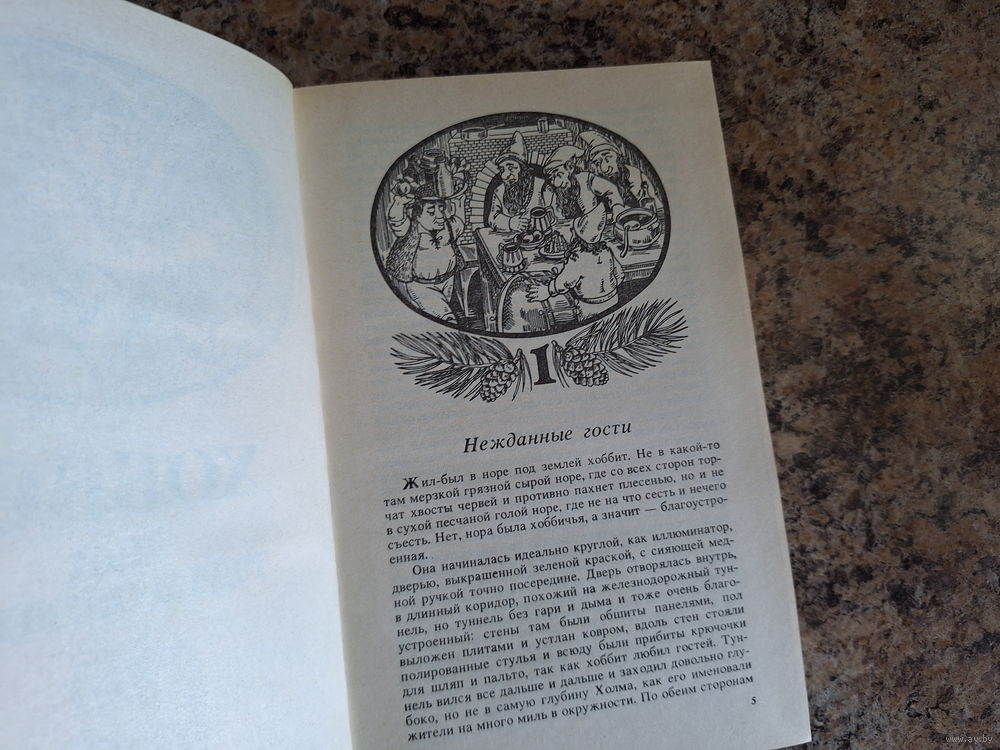 1
Нежданные гости
Жил-был в норе под землей хоббит. Не в какой-то
там мерзкой грязной сырой норе, где со всех сторон тор-
чат хвосты червей и противно пахнет плесенью, но и не
в сухой песчаной голой норе, где не на что сесть и нечего
съесть. Нет, нора была хоббичья, а значит — благоустро-
енная.
Она начиналась идеально круглой, как иллюминатор,
дверью, выкрашенной зеленой краской, с сияющей мед-
ной ручкой точно посередине. Дверь отворялась внутрь,
в длинный коридор, похожий на железнодорожный тун-
нель, но туннель без гари и дыма и тоже очень благо-
устроенный: стены там были обшиты панелями, пол
выложен плитами и устлан ковром, вдоль стен стояли
полированные стулья и всюду были прибиты крючочки
для шляп и пальто, так как хоббит любил гостей. Тун-
нель вился все дальше и дальше и заходил довольно глу-
боко, но не в самую глубину Холма, как его именовали
жители на много миль в окружности. По обеим сторонам
5
www.ay.by